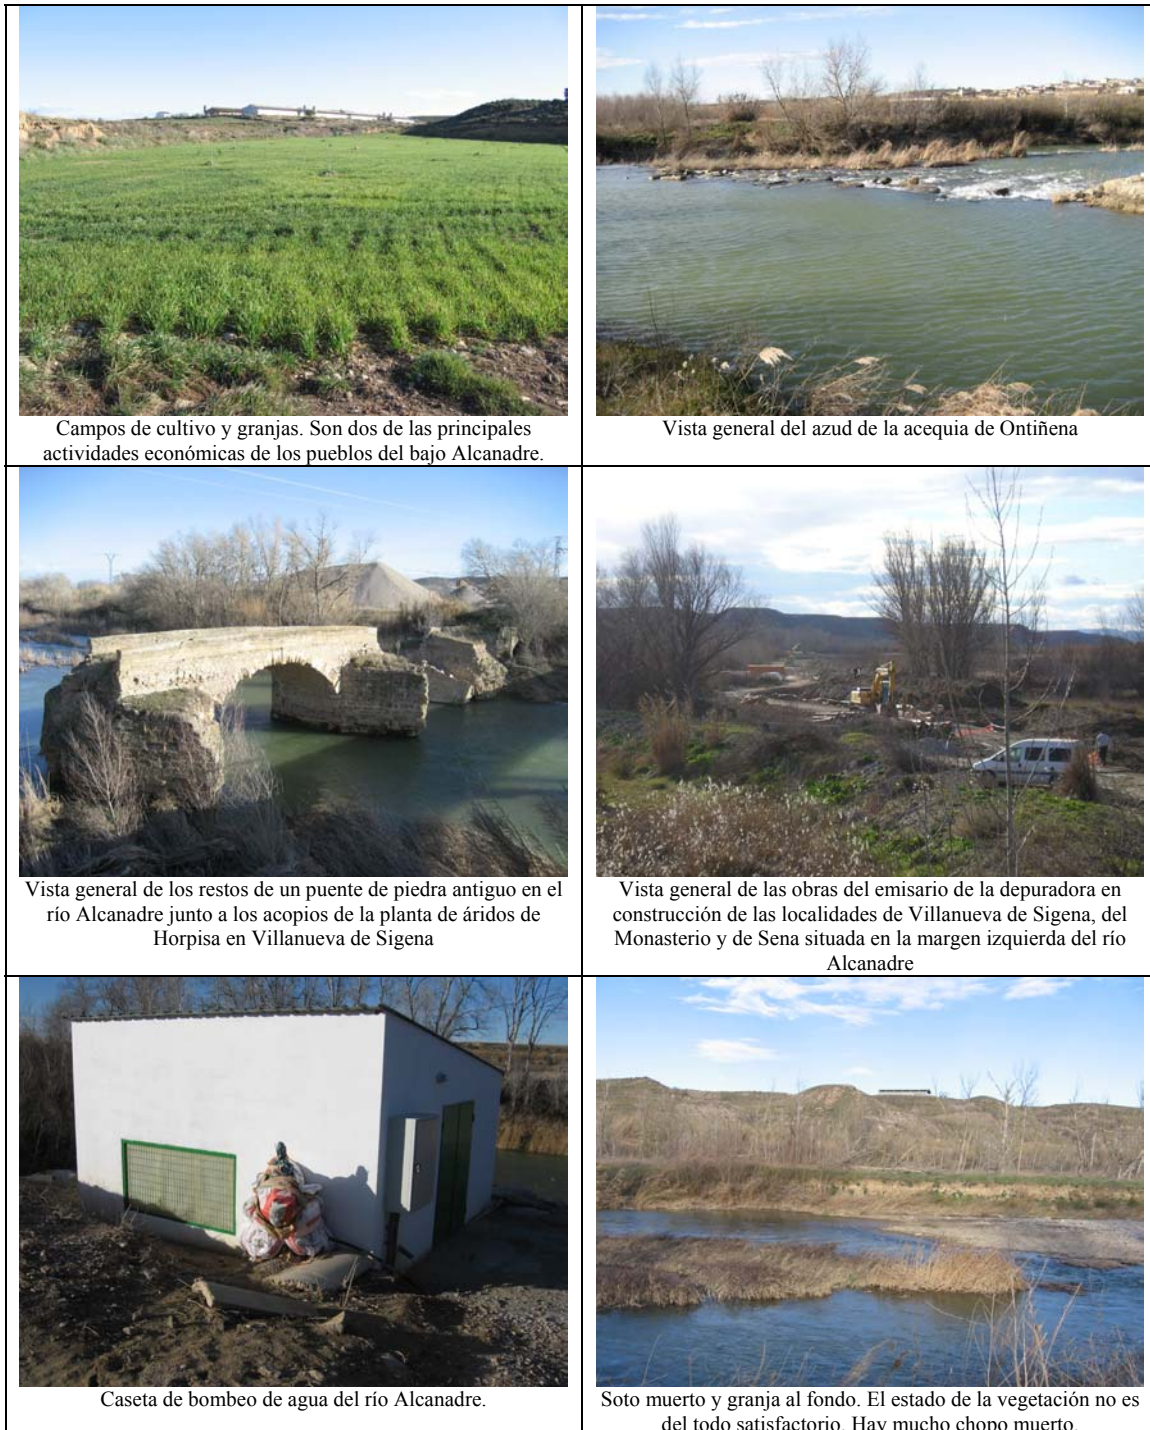 Campos de cultivo y granjas. Son dos de las principales
actividades económicas de los pueblos del bajo Alcanadre.
Vista general del azud de la acequia de Ontiñena
Vista general de los restos de un puente de piedra antiguo en el
río Alcanadre junto a los acopios de la planta de áridos de
Horpisa en Villanueva de Sigena
Vista general de las obras del emisario de la depuradora en
construcción de las localidades de Villanueva de Sigena, del
Monasterio y de Sena situada en la margen izquierda del río
Alcanadre
Caseta de bombeo de agua del río Alcanadre.
Soto muerto y granja al fondo. El estado de la vegetación no es
del todo satisfactorio. Hay mucho chopo muerto.